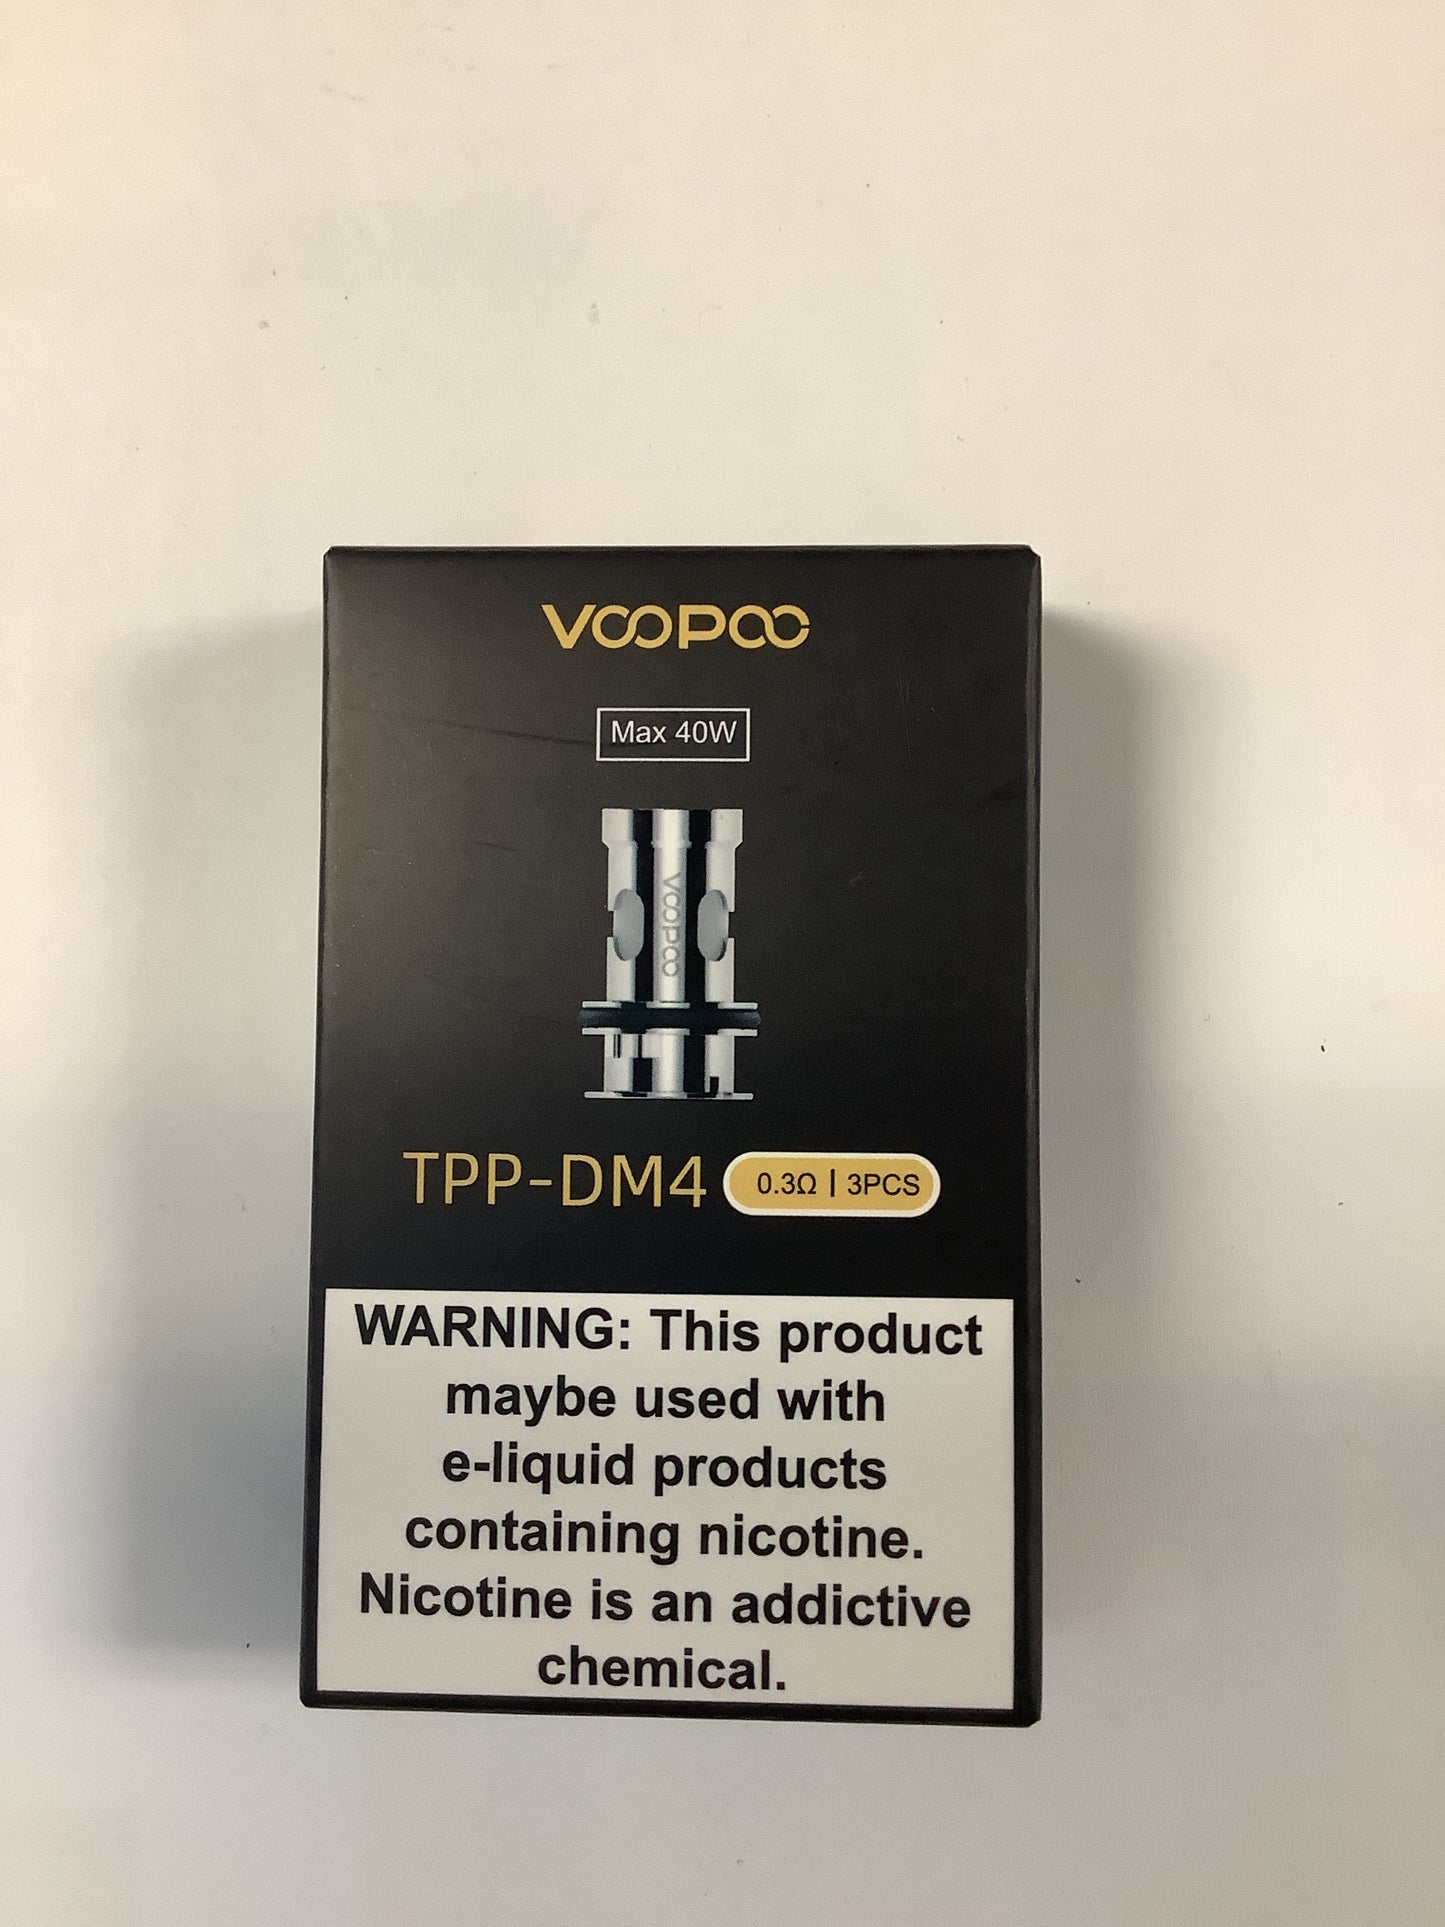 VOOPOO
Max 40W
VOOPOO
TPP-DM4 0.3Ω | 3PCS
WARNING: This product
maybe used with
e-liquid products
containing nicotine.
Nicotine is an addictive
chemical.